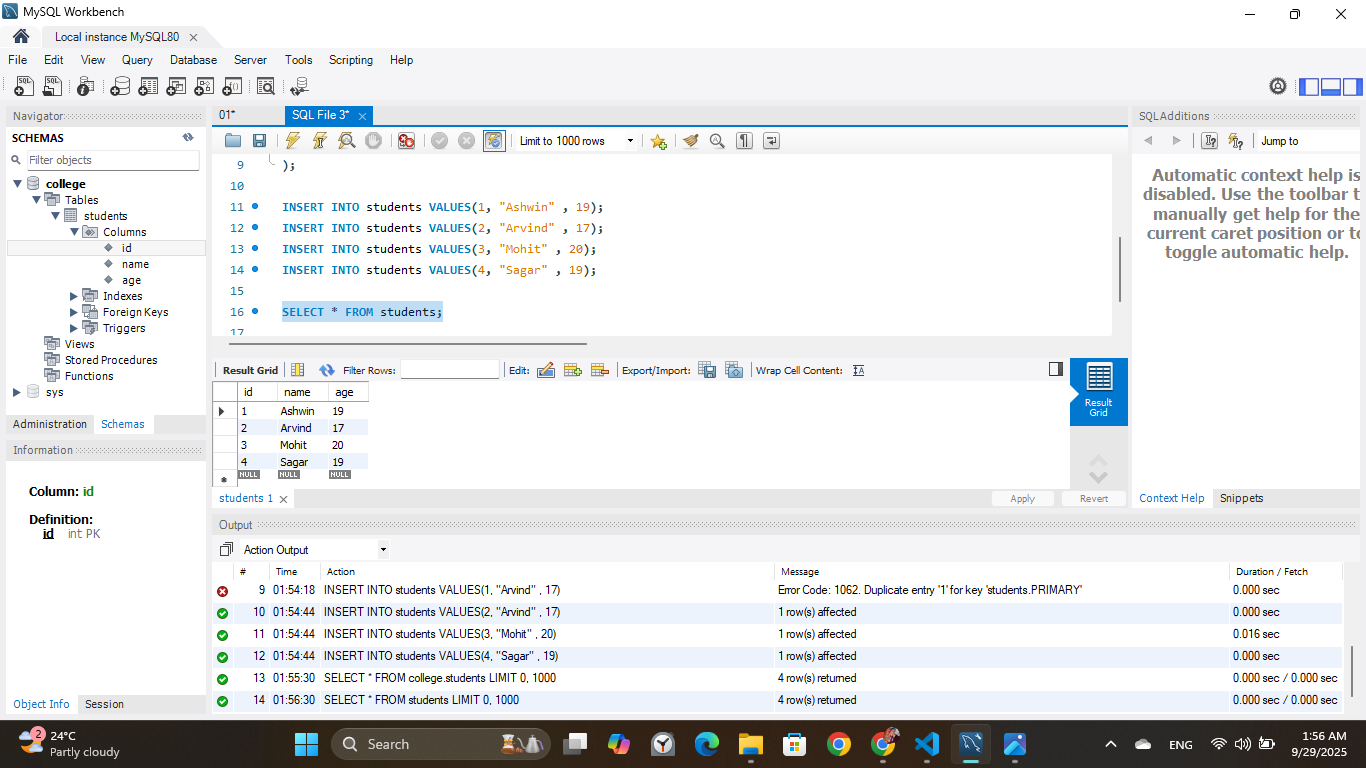 MySQL Workbench
Local instance MySQL80
File Edit View Query Database Server Tools Scripting Help
Navigator
SCHEMAS
Filter objects
college
Tables
students
Columns
id
name
age
Indexes
Foreign Keys
Triggers
Views
Stored Procedures
Functions
sys
Administration Schemas
Information
Column: id
Definition:
id int PK
Object Info Session
01* SQL File 3*
Limit to 1000 rows
9 );
10
11 INSERT INTO students VALUES(1, "Ashwin" , 19);
12 INSERT INTO students VALUES(2, "Arvind" , 17);
13 INSERT INTO students VALUES(3, "Mohit" , 20);
14 INSERT INTO students VALUES(4, "Sagar" , 19);
15
16 SELECT * FROM students;
17
Result Grid Filter Rows: Edit: Export/Import: Wrap Cell Content: IA
id name age
1 Ashwin 19
2 Arvind 17
3 Mohit 20
4 Sagar 19
NULL NULL NULL
Result
Grid
students 1 Apply Revert
SQLAdditions
Jump to
Automatic context help is
disabled. Use the toolbar t
manually get help for the
current caret position or to
toggle automatic help.
Context Help Snippets
Output
Action Output
# Time Action Message Duration / Fetch
9 01:54:18 INSERT INTO students VALUES(1, "Arvind" , 17) Error Code: 1062. Duplicate entry '1' for key 'students.PRIMARY' 0.000 sec
10 01:54:44 INSERT INTO students VALUES(2, "Arvind" , 17) 1 row(s) affected 0.000 sec
11 01:54:44 INSERT INTO students VALUES(3, "Mohit" , 20) 1 row(s) affected 0.016 sec
12 01:54:44 INSERT INTO students VALUES(4, "Sagar" , 19) 1 row(s) affected 0.000 sec
13 01:55:30 SELECT * FROM college.students LIMIT 0, 1000 4 row(s) returned 0.000 sec / 0.000 sec
14 01:56:30 SELECT * FROM students LIMIT 0, 1000 4 row(s) returned 0.000 sec / 0.000 sec
2
24°C
Partly cloudy
Search
ENG
1:56 AM
9/29/2025